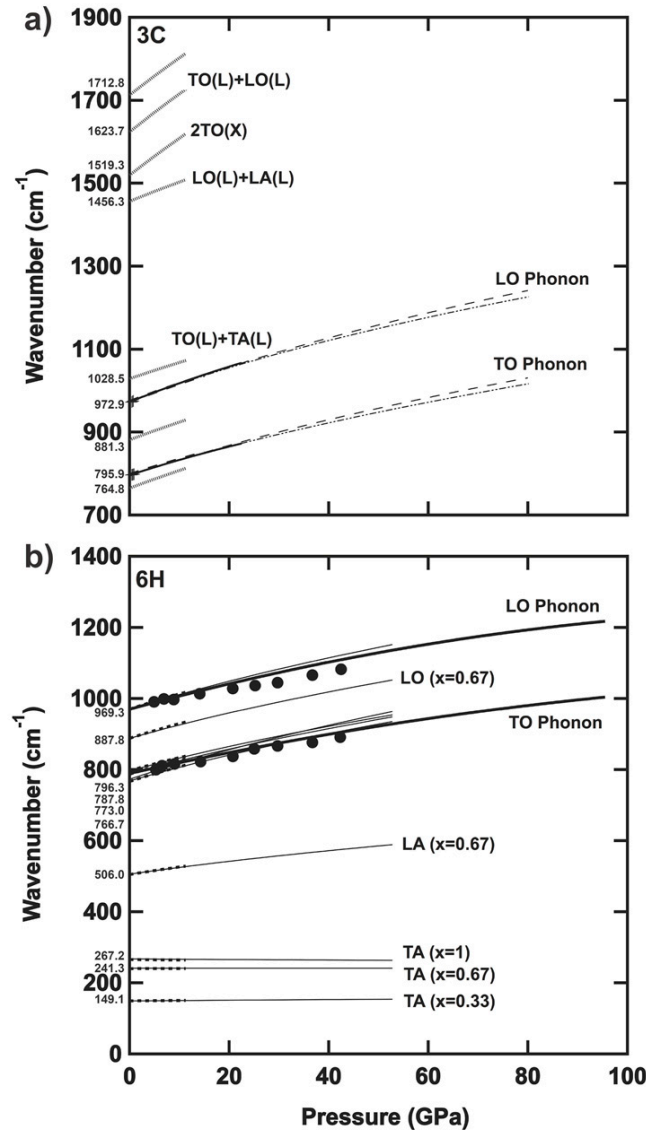 a)
3C
1900
1712.8
1700
TO(L)+LO(L)
1623.7
2TO(X)
1519.3
1500
LO(L)+LA(L)
1456.3
1300
LO Phonon
1100
TO(L)+TA(L)
TO Phonon
1028.5
972.9
900
881.3
795.9
764.8
700
Wavenumber (cm-1)
b)
6H
1400
1200
LO Phonon
1000
LO (x=0.67)
969.3
TO Phonon
887.8
800
796.3
787.8
773.0
766.7
600
LA (x=0.67)
506.0
400
267.2
TA (x=1)
241.3
TA (x=0.67)
200
149.1
TA (x=0.33)
0
Wavenumber (cm-1)
0 20 40 60 80 100
Pressure (GPa)